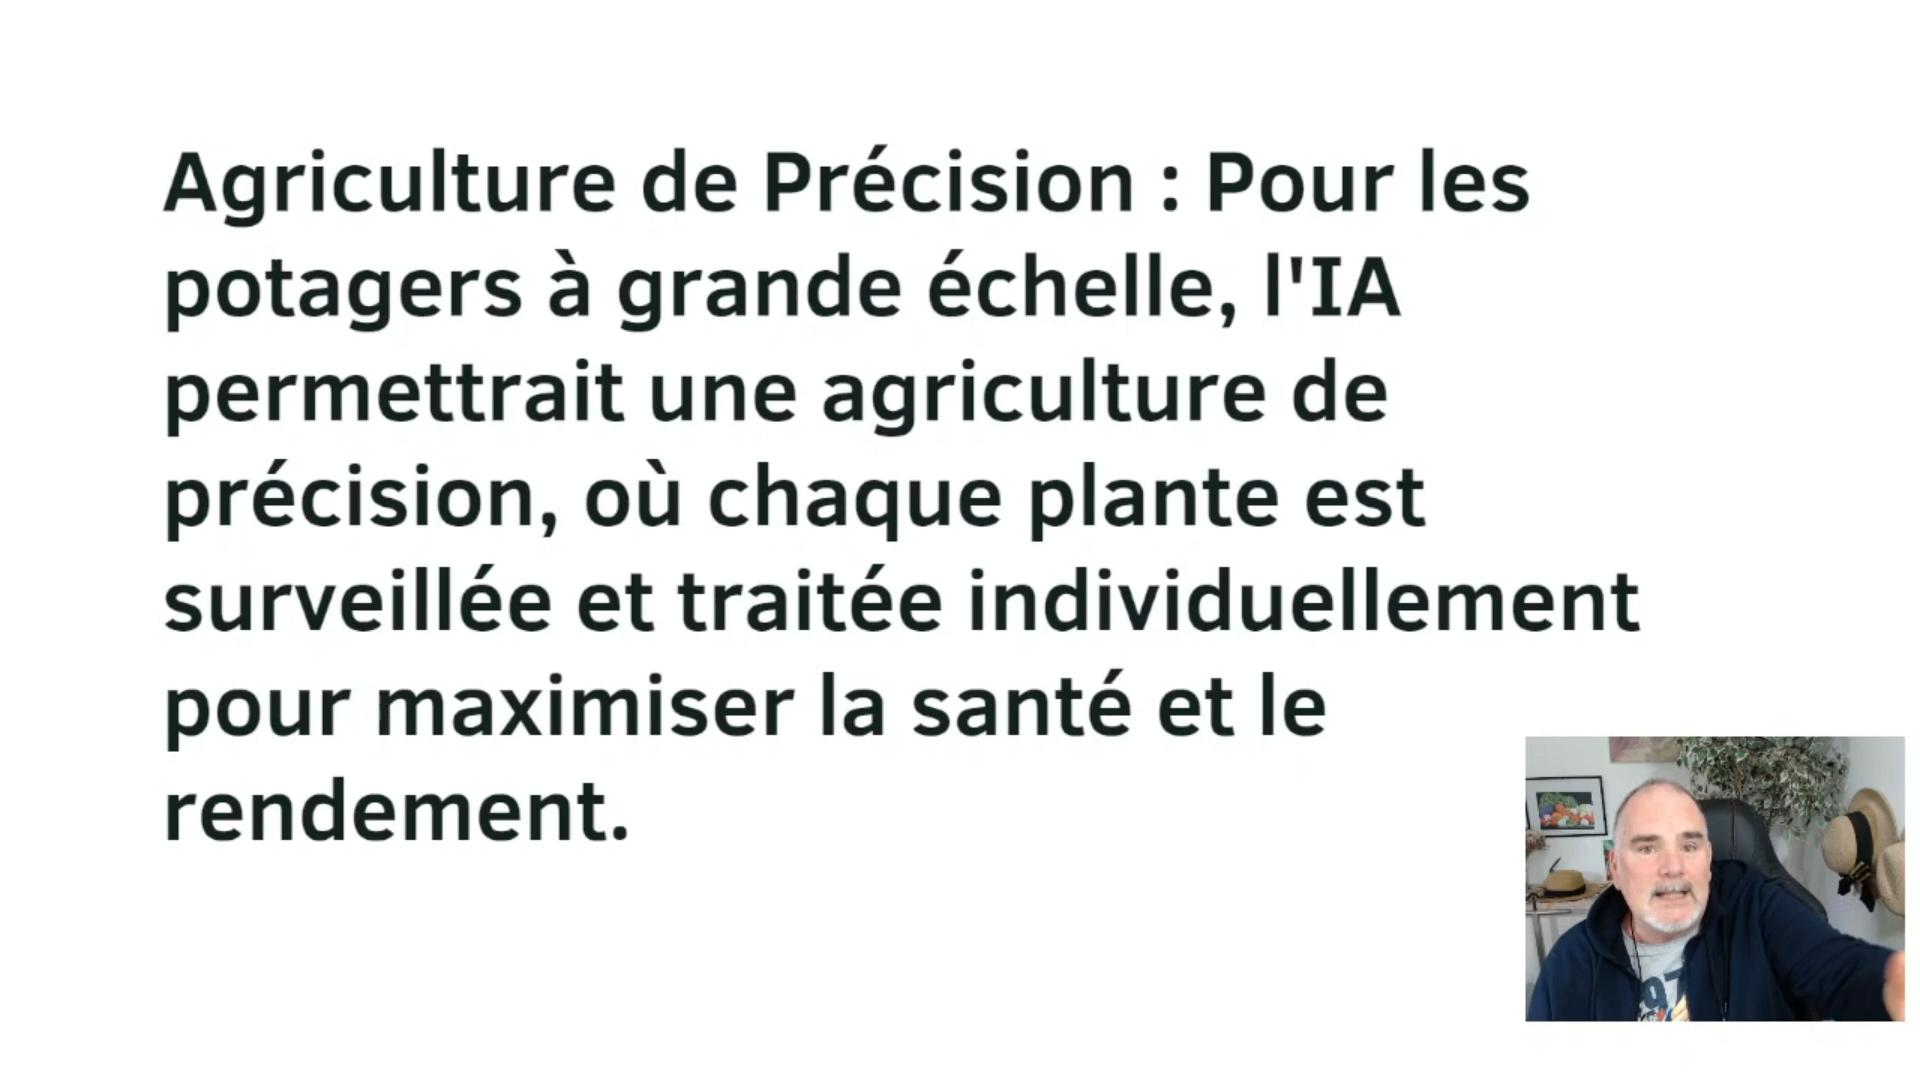 Agriculture de Précision : Pour les
potagers à grande échelle, l'IA
permettrait une agriculture de
précision, où chaque plante est
surveillée et traitée individuellement
pour maximiser la santé et le
rendement.
97